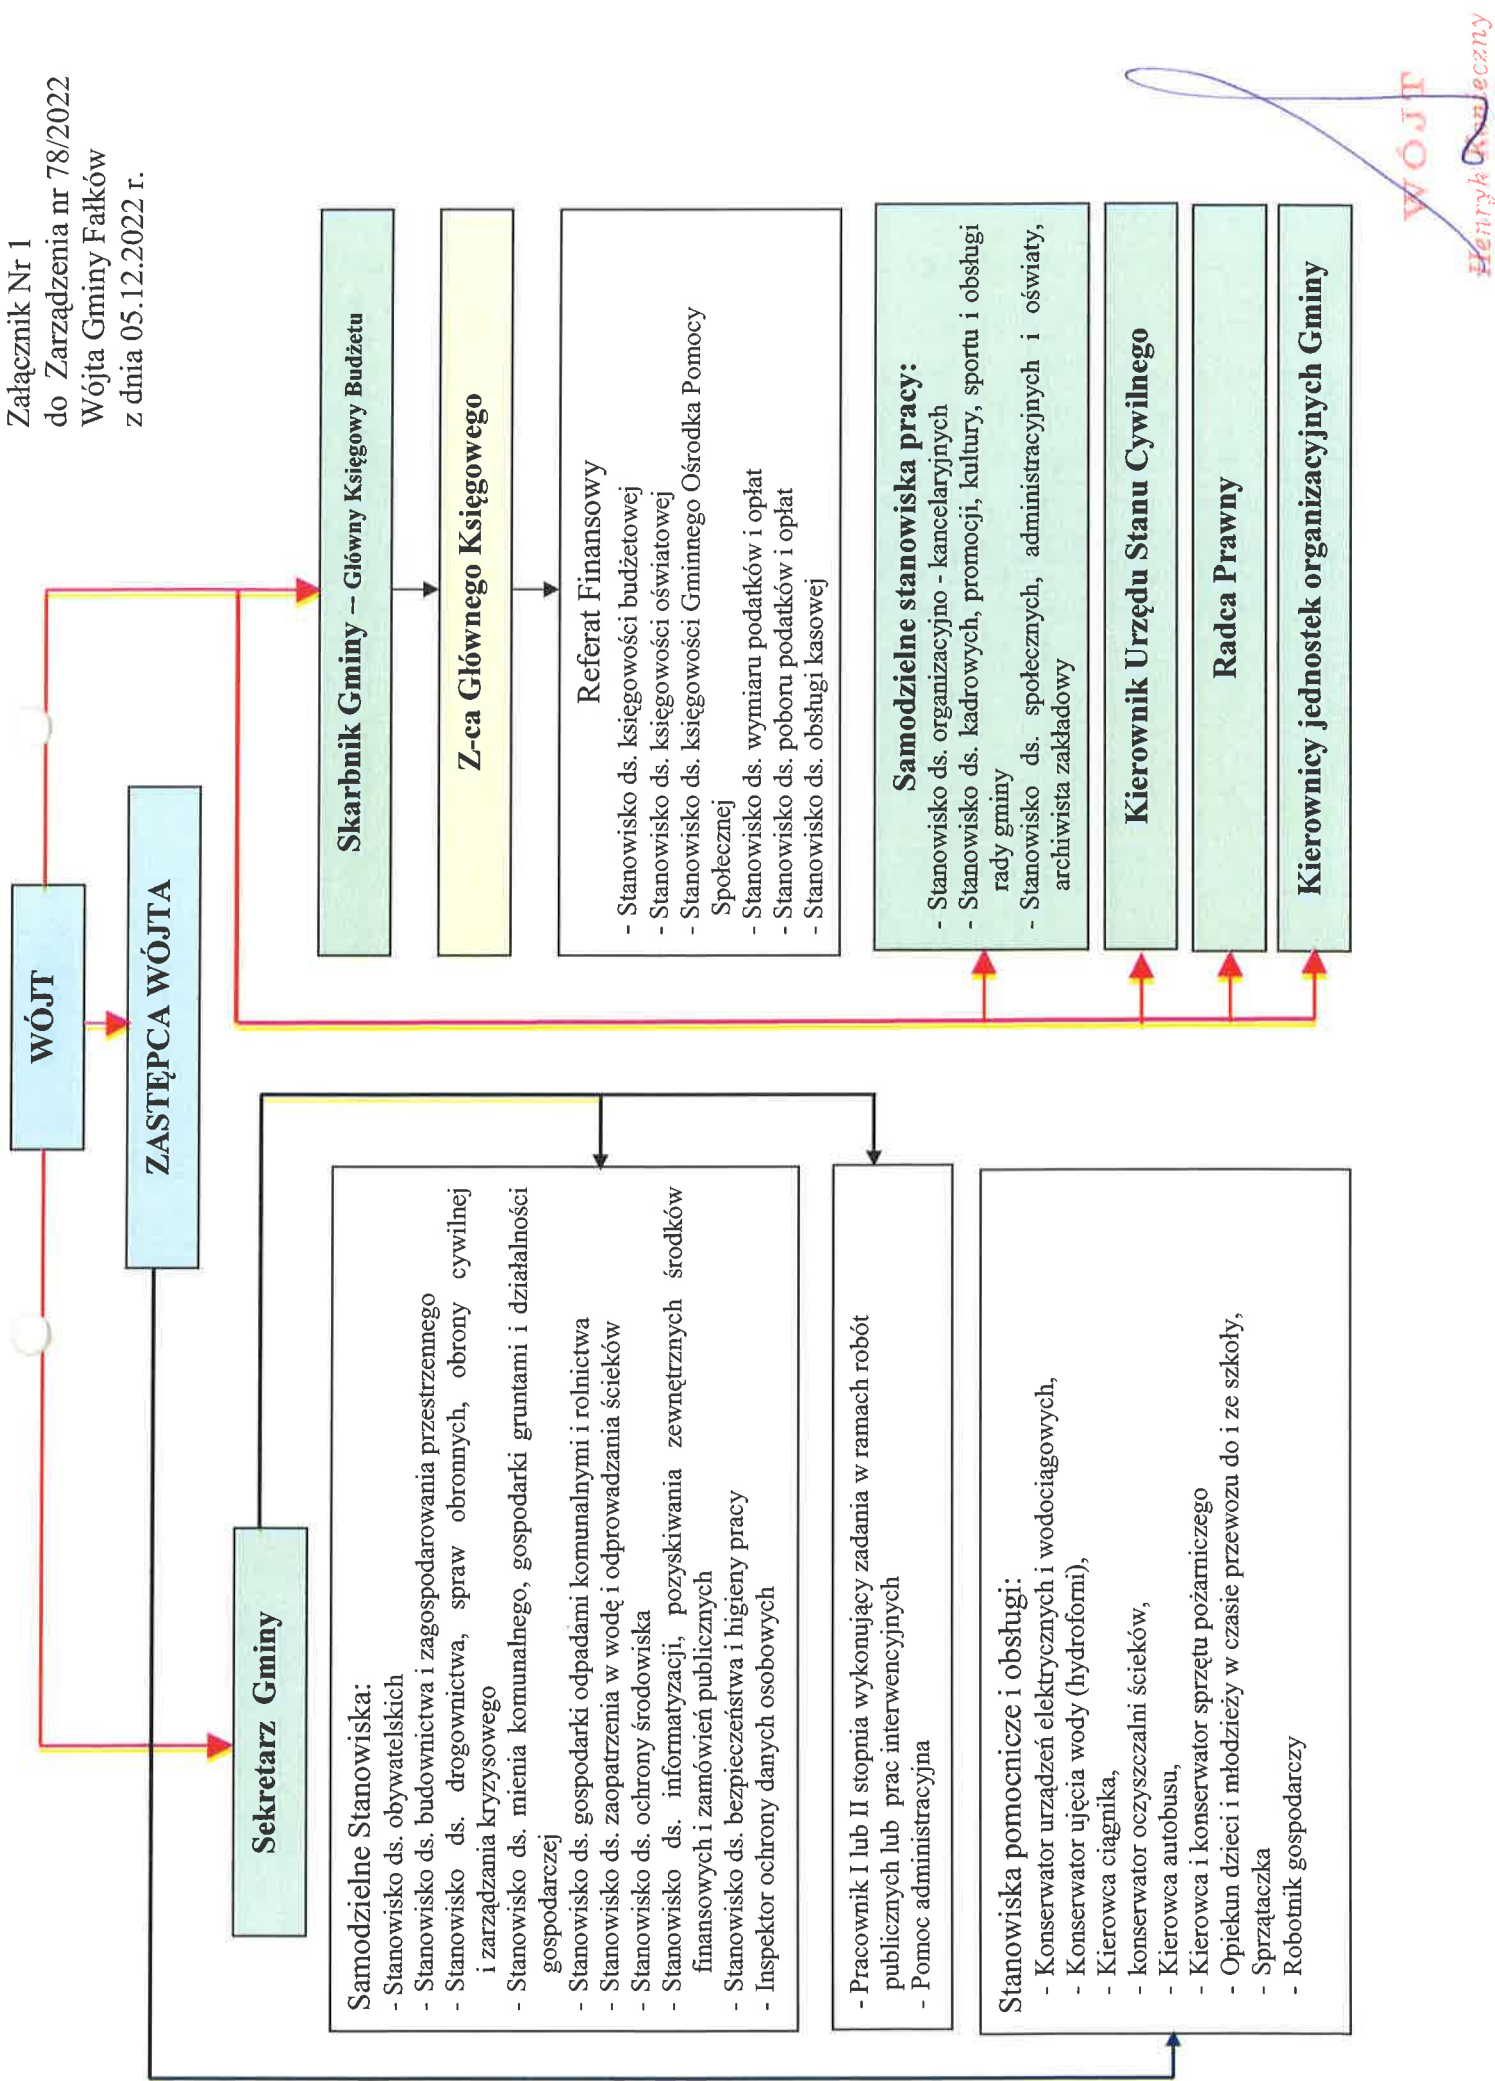 Załącznik Nr 1
do Zarządzenia nr 78/2022
Wójta Gminy Fałków
z dnia 05.12.2022 r.
WÓJT
ZASTĘPCA WÓJTA
Sekretarz Gminy
Samodzielne Stanowiska:
- Stanowisko ds. obywatelskich
- Stanowisko ds. budownictwa i zagospodarowania przestrzennego
- Stanowisko ds. drogownictwa, spraw obronnych, obrony cywilnej
i zarządzania kryzysowego
- Stanowisko ds. mienia komunalnego, gospodarki gruntami i działalności
gospodarczej
- Stanowisko ds. gospodarki odpadami komunalnymi i rolnictwa
- Stanowisko ds. zaopatrzenia w wodę i odprowadzania ścieków
- Stanowisko ds. ochrony środowiska
- Stanowisko ds. informatyzacji, pozyskiwania zewnętrznych środków
finansowych i zamówień publicznych
- Stanowisko ds. bezpieczeństwa i higieny pracy
- Inspektor ochrony danych osobowych
- Pracownik I lub II stopnia wykonujący zadania w ramach robót
publicznych lub prac interwencyjnych
- Pomoc administracyjna
Stanowiska pomocnicze i obsługi:
- Konserwator urządzeń elektrycznych i wodociągowych,
- Konserwator ujęcia wody (hydroforni),
- Kierowca ciągnika,
- konserwator oczyszczalni ścieków,
- Kierowca autobusu,
- Kierowca i konserwator sprzętu pożarniczego
- Opiekun dzieci i młodzieży w czasie przewozu do i ze szkoły,
- Sprzątaczka
- Robotnik gospodarczy
Skarbnik Gminy – Główny Księgowy Budżetu
Z-ca Głównego Księgowego
Referat Finansowy
- Stanowisko ds. księgowości budżetowej
- Stanowisko ds. księgowości oświatowej
- Stanowisko ds. księgowości Gminnego Ośrodka Pomocy
Społecznej
- Stanowisko ds. wymiaru podatków i opłat
- Stanowisko ds. poboru podatków i opłat
- Stanowisko ds. obsługi kasowej
Samodzielne stanowiska pracy:
- Stanowisko ds. organizacyjno - kancelaryjnych
- Stanowisko ds. kadrowych, promocji, kultury, sportu i obsługi
rady gminy
- Stanowisko ds. społecznych, administracyjnych i oświaty,
archiwista zakładowy
Kierownik Urzędu Stanu Cywilnego
Radca Prawny
Kierownicy jednostek organizacyjnych Gminy
WÓJT
Henryk Konieczny